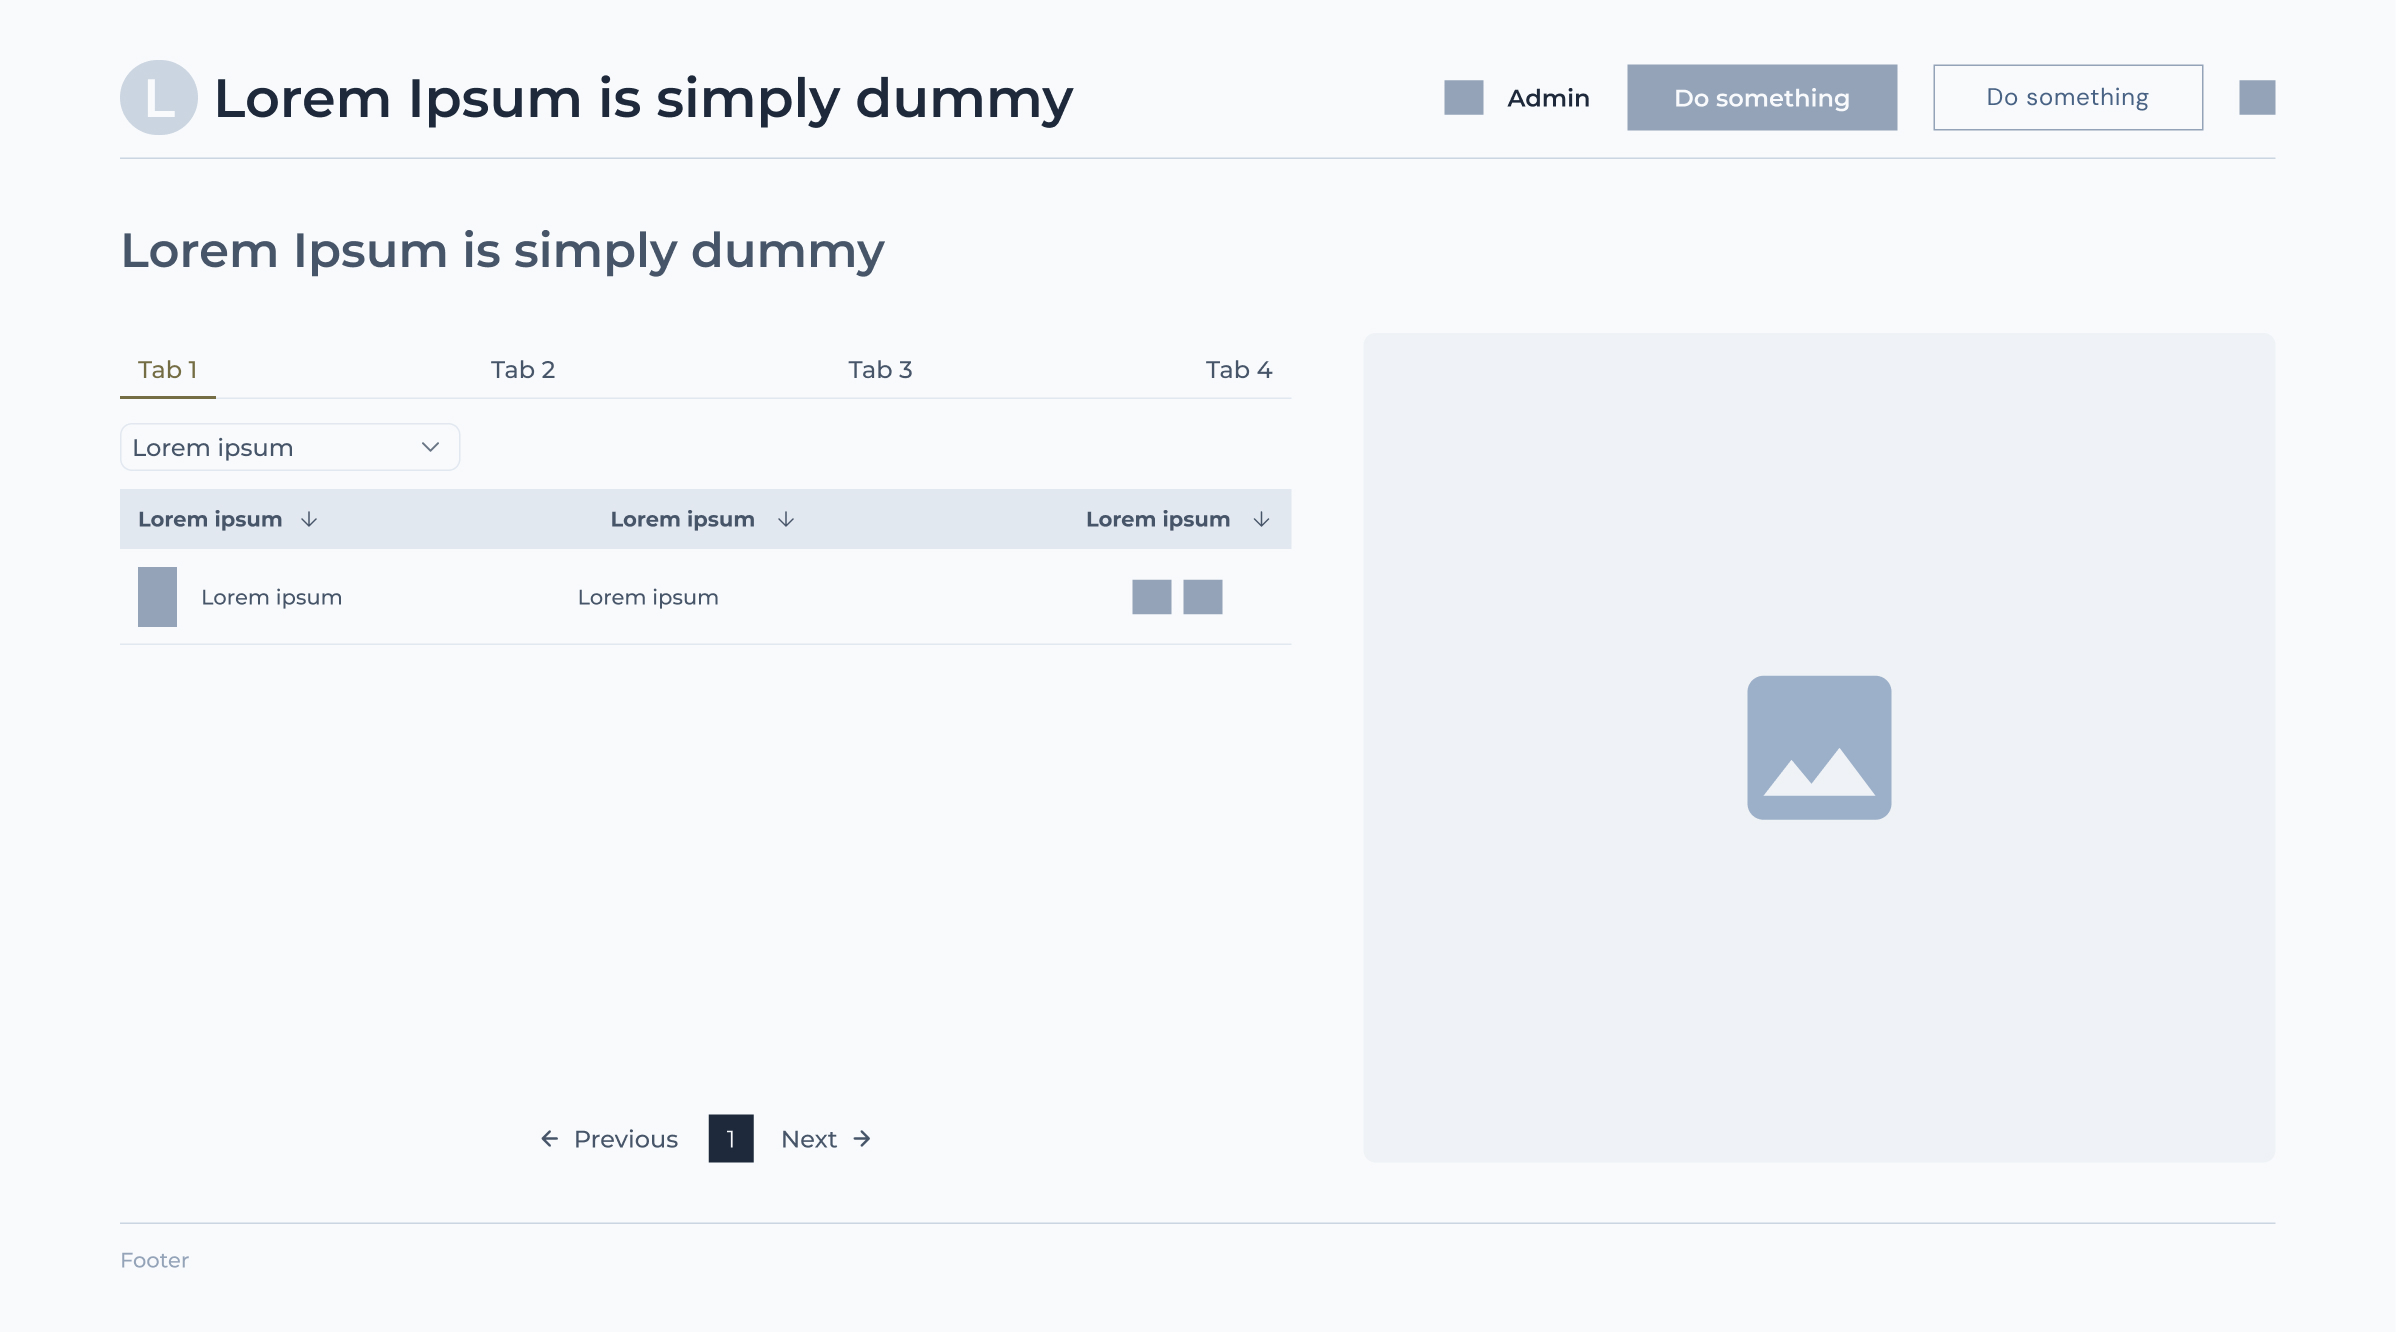 L Lorem Ipsum is simply dummy Admin Do something Do something
Lorem Ipsum is simply dummy
Tab 1 Tab 2 Tab 3 Tab 4
Lorem ipsum
Lorem ipsum Lorem ipsum Lorem ipsum
Lorem ipsum Lorem ipsum
Previous 1 Next
Footer